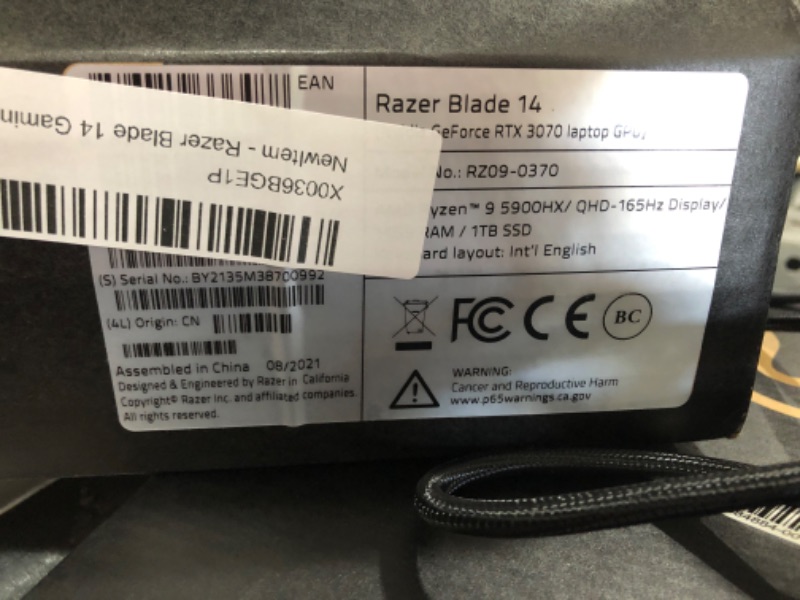 EAN
NewItem - Razer Blade 14 Gamin
X0036BGE1P
(S) Serial No.: BY2135M38700992
(4L) Origin: CN
Assembled in China 08/2021
Designed & Engineered by Razer in California
Copyright© Razer Inc. and affiliated companies.
All rights reserved.
Razer Blade 14
GeForce RTX 3070 laptop GPU)
No.: RZ09-0370
yzen™ 9 5900HX/ QHD-165Hz Display/
RAM / 1TB SSD
ard layout: Int'l English
FC CE BC
WARNING:
Cancer and Reproductive Harm
www.p65warnings.ca.gov